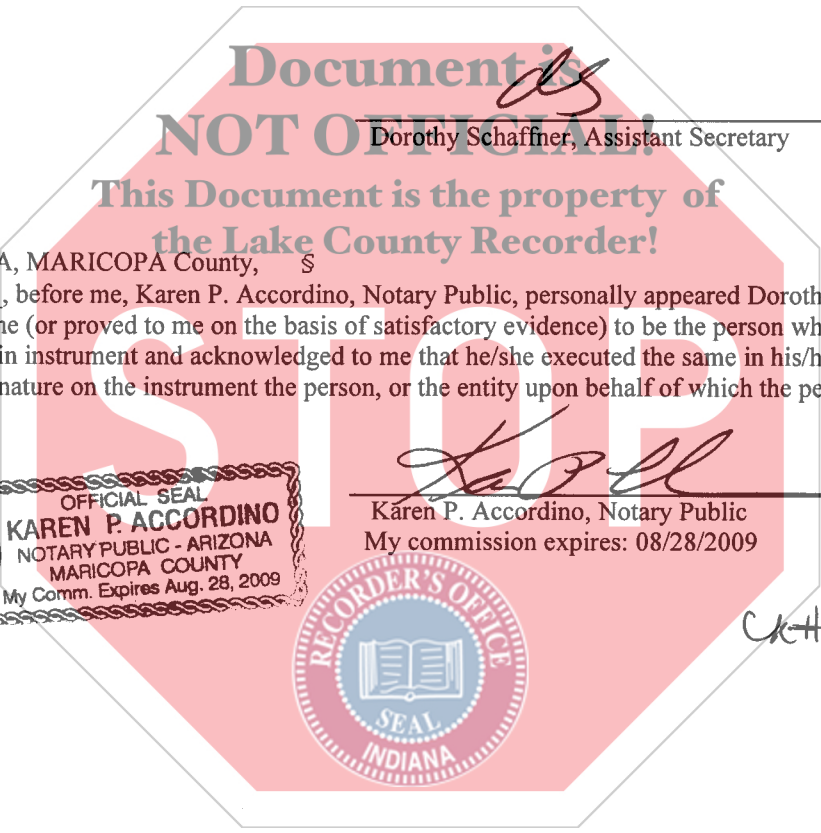 Document is
NOT OFFICIAL!
Dorothy Schaffner, Assistant Secretary
This Document is the property of
the Lake County Recorder!
A, MARICOPA County, §
, before me, Karen P. Accordino, Notary Public, personally appeared Doroth
ne (or proved to me on the basis of satisfactory evidence) to be the person wh
in instrument and acknowledged to me that he/she executed the same in his/h
nature on the instrument the person, or the entity upon behalf of which the pe
STOP
OFFICIAL SEAL
KAREN P. ACCORDINO
NOTARY PUBLIC - ARIZONA
MARICOPA COUNTY
My Comm. Expires Aug. 28, 2009
Karen P. Accordino, Notary Public
My commission expires: 08/28/2009
RECORDER'S OFFICE
SEAL
INDIANA